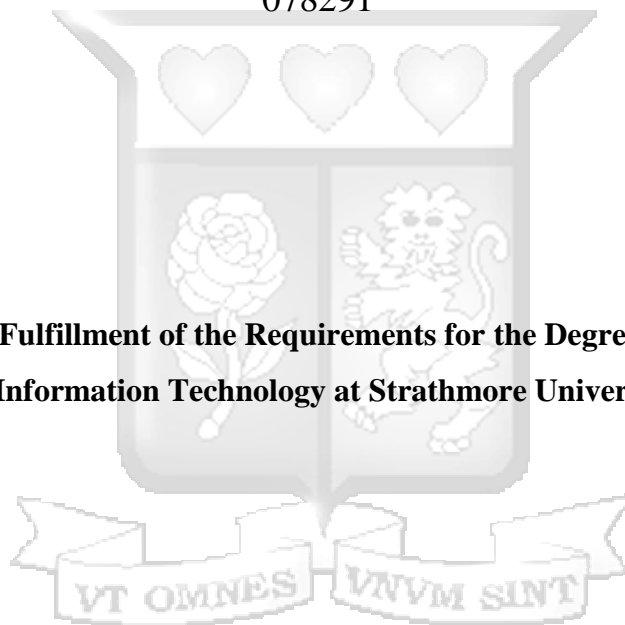 078291
Fulfillment of the Requirements for the Degre
Information Technology at Strathmore Univer
VT OMNES VNVM SINT